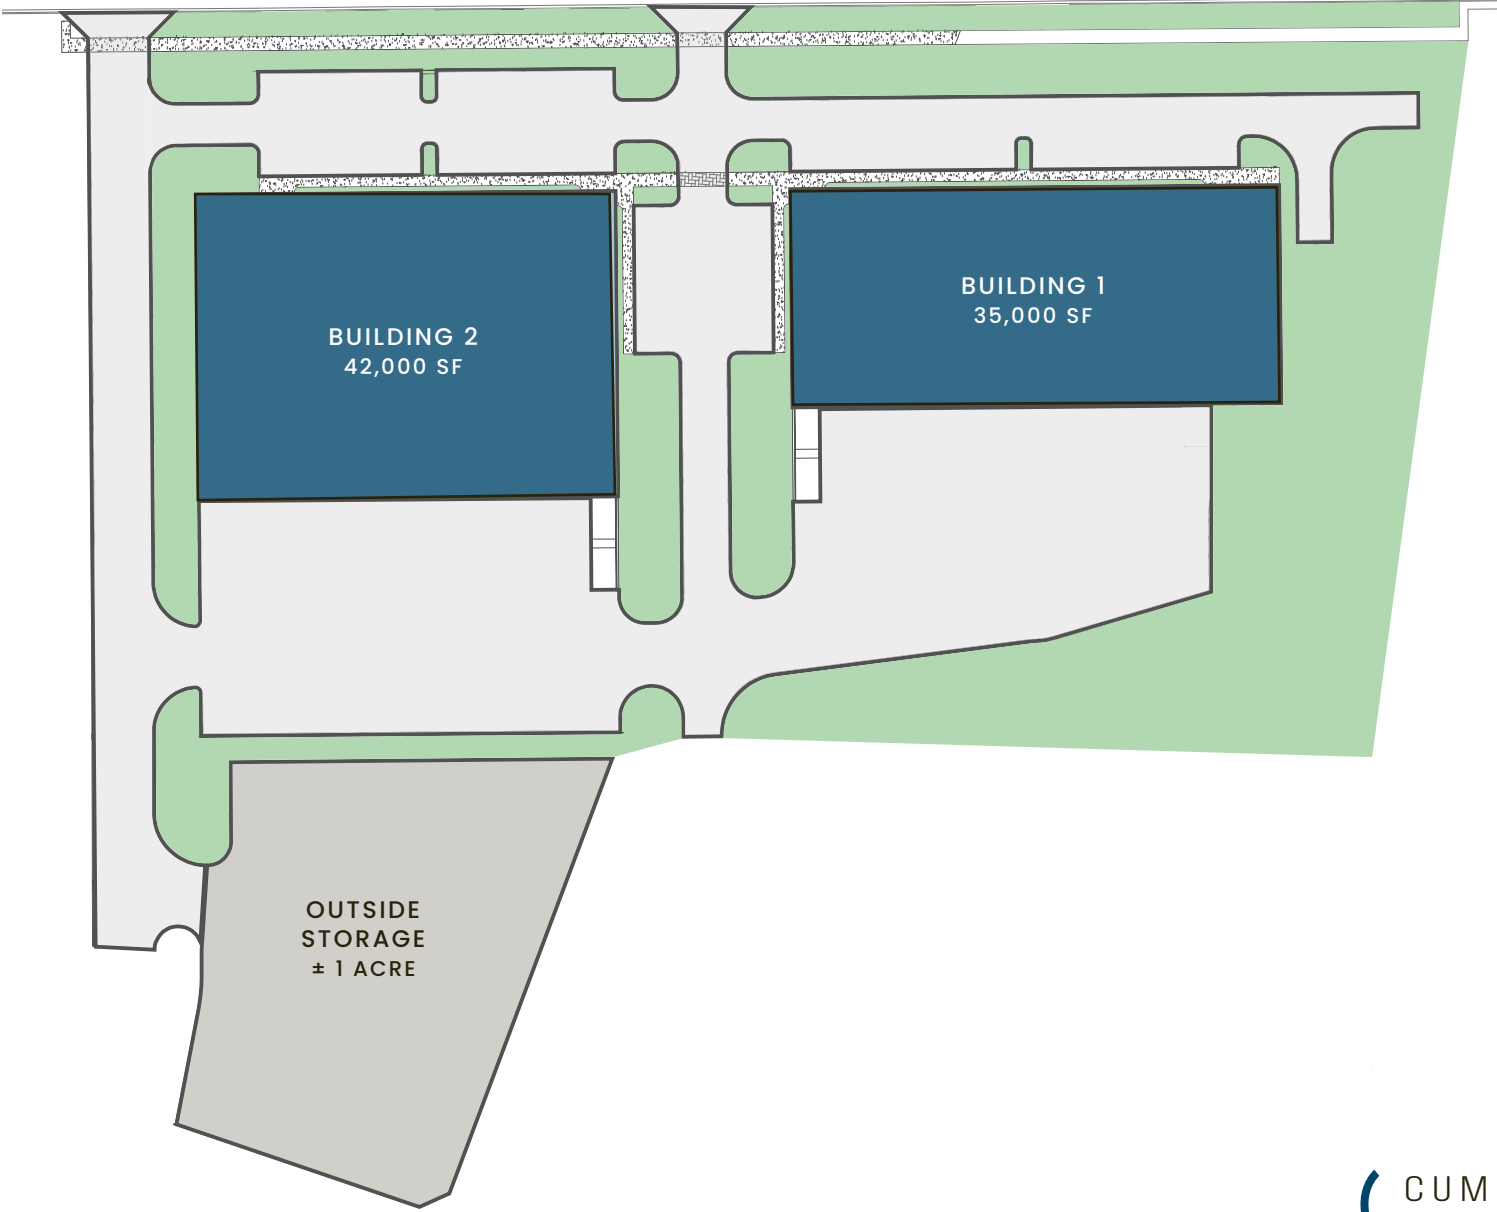 BUILDING 1
35,000 SF
BUILDING 2
42,000 SF
OUTSIDE
STORAGE
± 1 ACRE
CUM